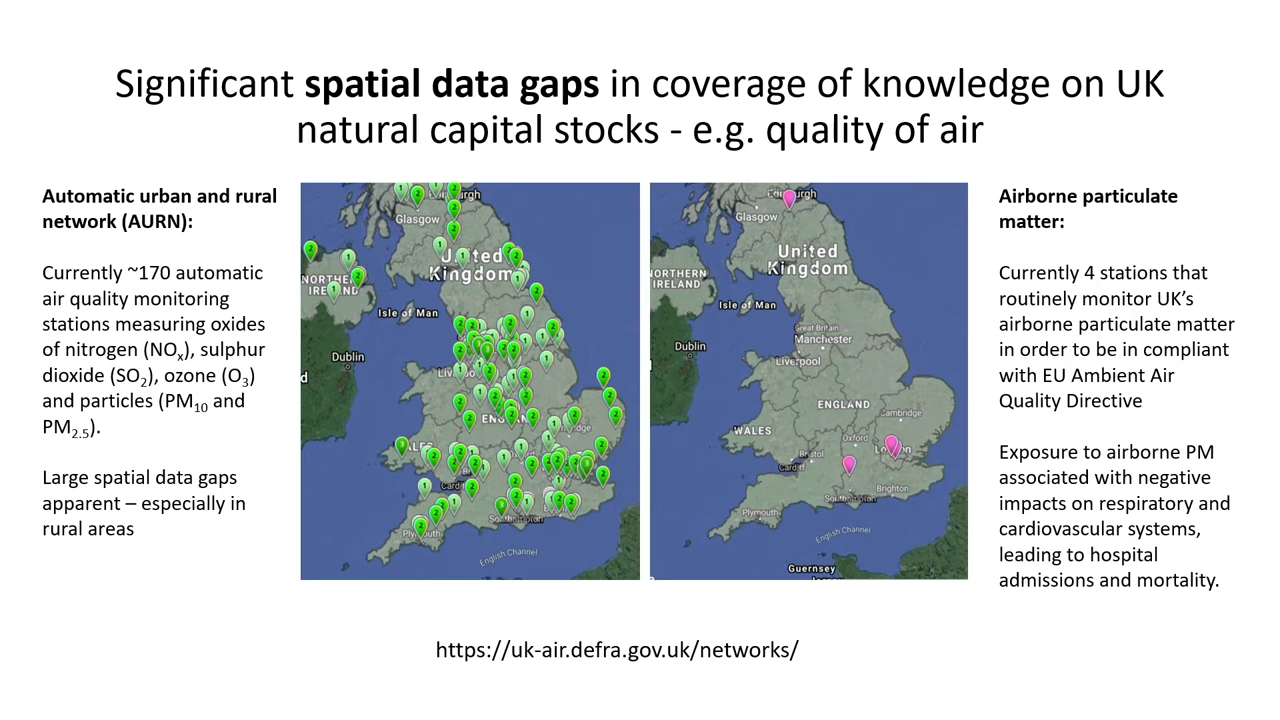 Significant spatial data gaps in coverage of knowledge on UK
natural capital stocks - e.g. quality of air
Automatic urban and rural
network (AURN):
Currently ~170 automatic
air quality monitoring
stations measuring oxides
of nitrogen (NOx), sulphur
dioxide (SO2), ozone (O3)
and particles (PM10 and
PM2.5).
Large spatial data gaps
apparent – especially in
rural areas
Glasgow
United
Kingdom
Isle of Man
Dublin
Plymouth
Southampton
English Channel
Glasgow
United
Kingdom
NORTHERN
IRELAND
Isle of Man
Great Britain
Manchester
Dublin
Liverpool
ENGLAND
Cambridge
WALES
Oxford
Bristol
Cardiff
Brighton
Southampton
Plymouth
English Channel
Guernsey
Airborne particulate
matter:
Currently 4 stations that
routinely monitor UK's
airborne particulate matter
in order to be in compliant
with EU Ambient Air
Quality Directive
Exposure to airborne PM
associated with negative
impacts on respiratory and
cardiovascular systems,
leading to hospital
admissions and mortality.
https://uk-air.defra.gov.uk/networks/